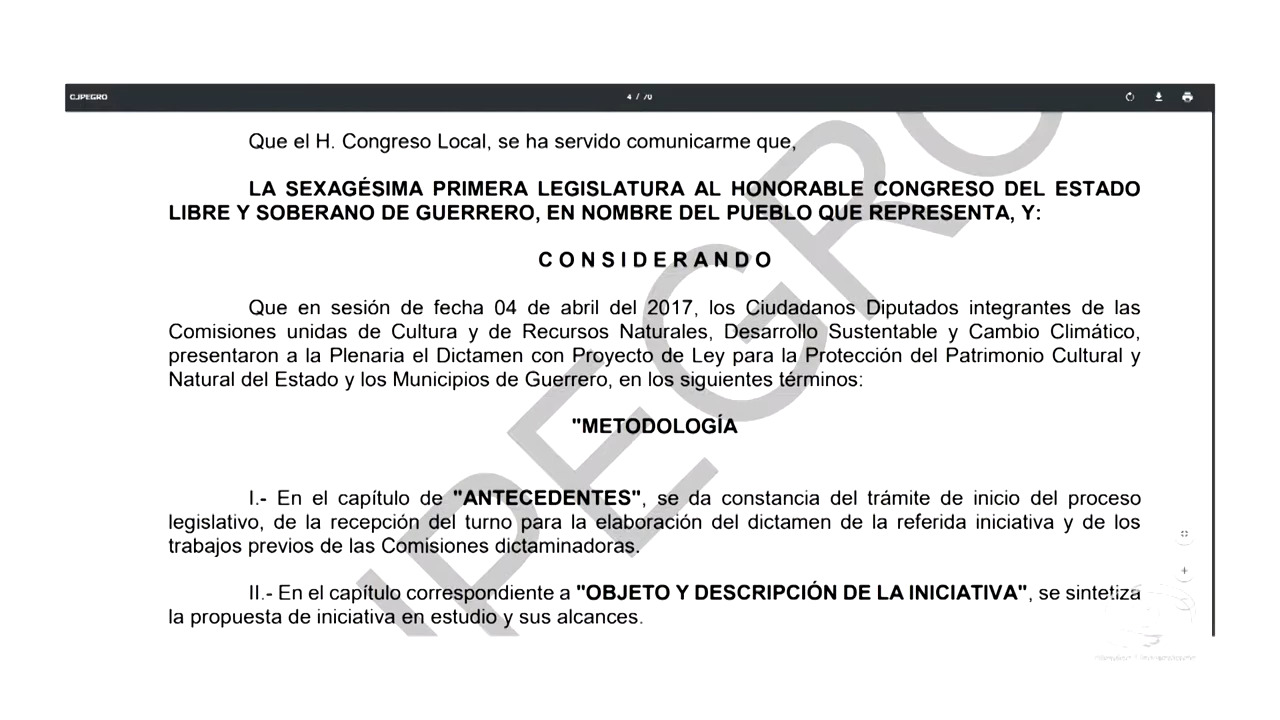 CJPEGRO
4 / 70
Que el H. Congreso Local, se ha servido comunicarme que,
LA SEXAGÉSIMA PRIMERA LEGISLATURA AL HONORABLE CONGRESO DEL ESTADO
LIBRE Y SOBERANO DE GUERRERO, EN NOMBRE DEL PUEBLO QUE REPRESENTA, Y:
C O N S I D E R A N D O
Que en sesión de fecha 04 de abril del 2017, los Ciudadanos Diputados integrantes de las
Comisiones unidas de Cultura y de Recursos Naturales, Desarrollo Sustentable y Cambio Climático,
presentaron a la Plenaria el Dictamen con Proyecto de Ley para la Protección del Patrimonio Cultural y
Natural del Estado y los Municipios de Guerrero, en los siguientes términos:
"METODOLOGÍA
I.- En el capítulo de "ANTECEDENTES", se da constancia del trámite de inicio del proceso
legislativo, de la recepción del turno para la elaboración del dictamen de la referida iniciativa y de los
trabajos previos de las Comisiones dictaminadoras.
II.- En el capítulo correspondiente a "OBJETO Y DESCRIPCIÓN DE LA INICIATIVA", se sintetiza
la propuesta de iniciativa en estudio y sus alcances.
JPEGRO